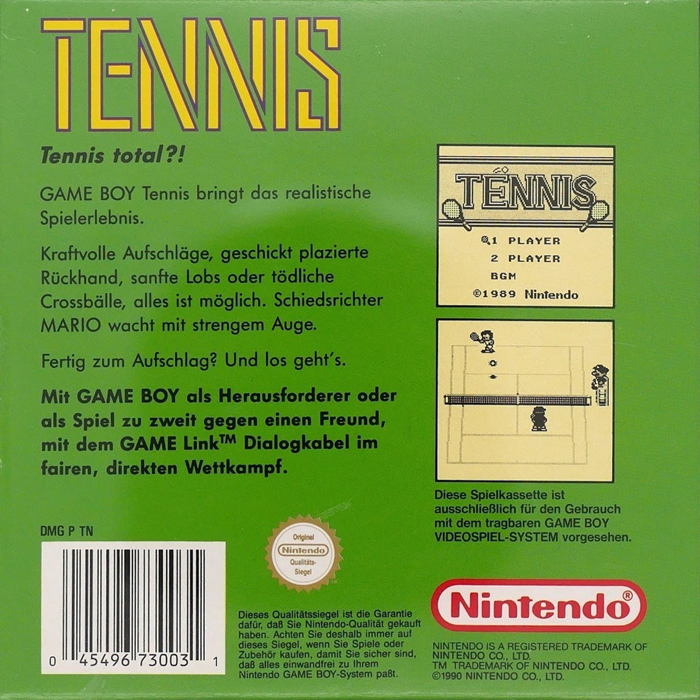 TENNIS
Tennis total?!
GAME BOY Tennis bringt das realistische
Spielerlebnis.
Kraftvolle Aufschläge, geschickt plazierte
Rückhand, sanfte Lobs oder tödliche
Crossbälle, alles ist möglich. Schiedsrichter
MARIO wacht mit strengem Auge.
Fertig zum Aufschlag? Und los geht's.
Mit GAME BOY als Herausforderer oder
als Spiel zu zweit gegen einen Freund,
mit dem GAME Link™ Dialogkabel im
fairen, direkten Wettkampf.
TENNIS
1 PLAYER
2 PLAYER
BGM
©1989 Nintendo
Diese Spielkassette ist
ausschließlich für den Gebrauch
mit dem tragbaren GAME BOY
VIDEOSPIEL-SYSTEM vorgesehen.
DMG P TN
0 45496 73003 1
Original
Nintendo
Qualitäts-
Siegel
Dieses Qualitätssiegel ist die Garantie
dafür, daß Sie Nintendo-Qualität gekauft
haben. Achten Sie deshalb immer auf
dieses Siegel, wenn Sie Spiele oder
Zubehör kaufen, damit Sie sicher sind,
daß alles einwandfrei zu Ihrem
Nintendo GAME BOY-System paßt.
Nintendo®
NINTENDO IS A REGISTERED TRADEMARK OF
NINTENDO CO., LTD.
TM TRADEMARK OF NINTENDO CO., LTD.
©1990 NINTENDO CO., LTD.